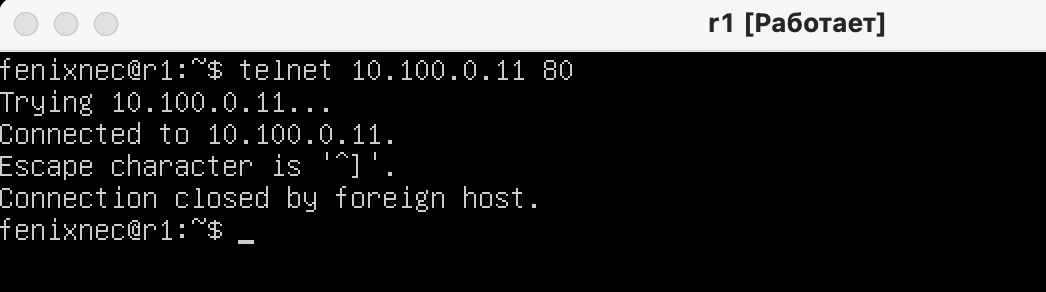 r1 [Работает]
fenixnec@r1:~$ telnet 10.100.0.11 80
Trying 10.100.0.11...
Connected to 10.100.0.11.
Escape character is '^]'.
Connection closed by foreign host.
fenixnec@r1:~$ _